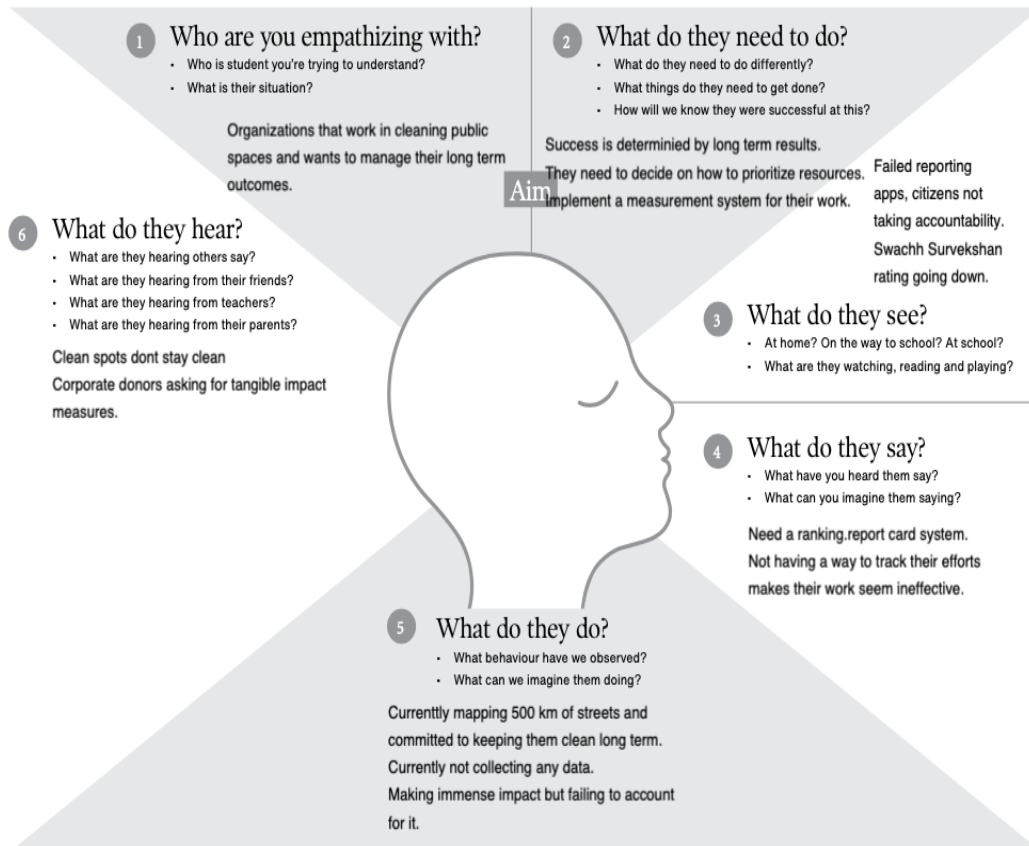 1
Who are you empathizing with?
• Who is student you're trying to understand?
• What is their situation?
Organizations that work in cleaning public
spaces and wants to manage their long term
outcomes.
2
What do they need to do?
• What do they need to do differently?
• What things do they need to get done?
• How will we know they were successful at this?
Success is determinied by long term results.
They need to decide on how to prioritize resources.
Implement a measurement system for their work.
Aim
Failed reporting
apps, citizens not
taking accountability.
Swachh Survekshan
rating going down.
3
What do they see?
• At home? On the way to school? At school?
• What are they watching, reading and playing?
4
What do they say?
• What have you heard them say?
• What can you imagine them saying?
Need a ranking.report card system.
Not having a way to track their efforts
makes their work seem ineffective.
5
What do they do?
• What behaviour have we observed?
• What can we imagine them doing?
Currenttly mapping 500 km of streets and
committed to keeping them clean long term.
Currently not collecting any data.
Making immense impact but failing to account
for it.
6
What do they hear?
• What are they hearing others say?
• What are they hearing from their friends?
• What are they hearing from teachers?
• What are they hearing from their parents?
Clean spots dont stay clean
Corporate donors asking for tangible impact
measures.